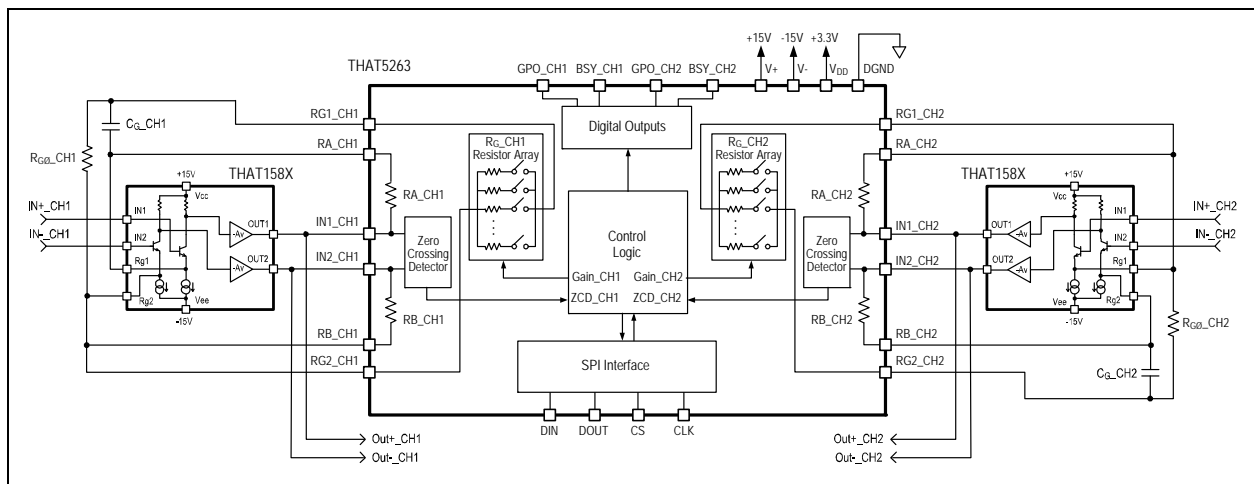 +15V
-15V
+3.3V
THAT5263
GPO_CH1
BSY_CH1
GPO_CH2
BSY_CH2
V+
V-
VDD
DGND
RG1_CH1
CG_CH1
RA_CH1
RGØ_CH1
THAT158X
+15V
Vcc
IN+_CH1
IN-_CH1
IN1
IN2
Rg1
Rg2
Vee
-15V
-Av
OUT1
-Av
OUT2
IN1_CH1
IN2_CH1
RB_CH1
RG2_CH1
RA_CH1
Zero
Crossing
Detector
RB_CH1
RG_CH1
Resistor Array
Digital Outputs
RG_CH2
Resistor Array
Control
Logic
Gain_CH1
Gain_CH2
ZCD_CH1
ZCD_CH2
SPI Interface
DIN
DOUT
CS
CLK
RA_CH2
Zero
Crossing
Detector
RB_CH2
RG1_CH2
RA_CH2
IN1_CH2
IN2_CH2
RB_CH2
RG2_CH2
THAT158X
+15V
Vcc
OUT1
-Av
OUT2
-Av
IN1
IN2
Rg1
Rg2
Vee
-15V
IN+_CH2
IN-_CH2
RGØ_CH2
CG_CH2
Out+_CH1
Out-_CH1
Out+_CH2
Out-_CH2